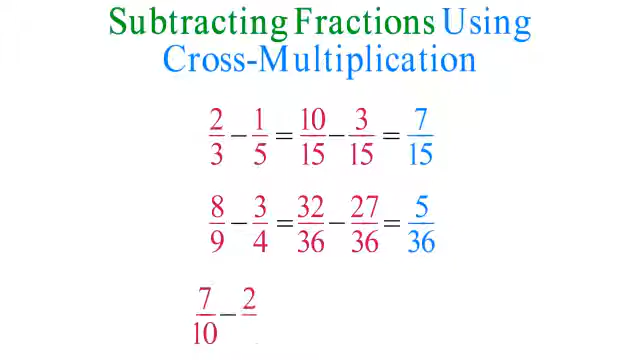 Subtracting Fractions Using
Cross-Multiplication
2/3 − 1/5 = 10/15 − 3/15 = 7/15
8/9 − 3/4 = 32/36 − 27/36 = 5/36
7/10 − 2